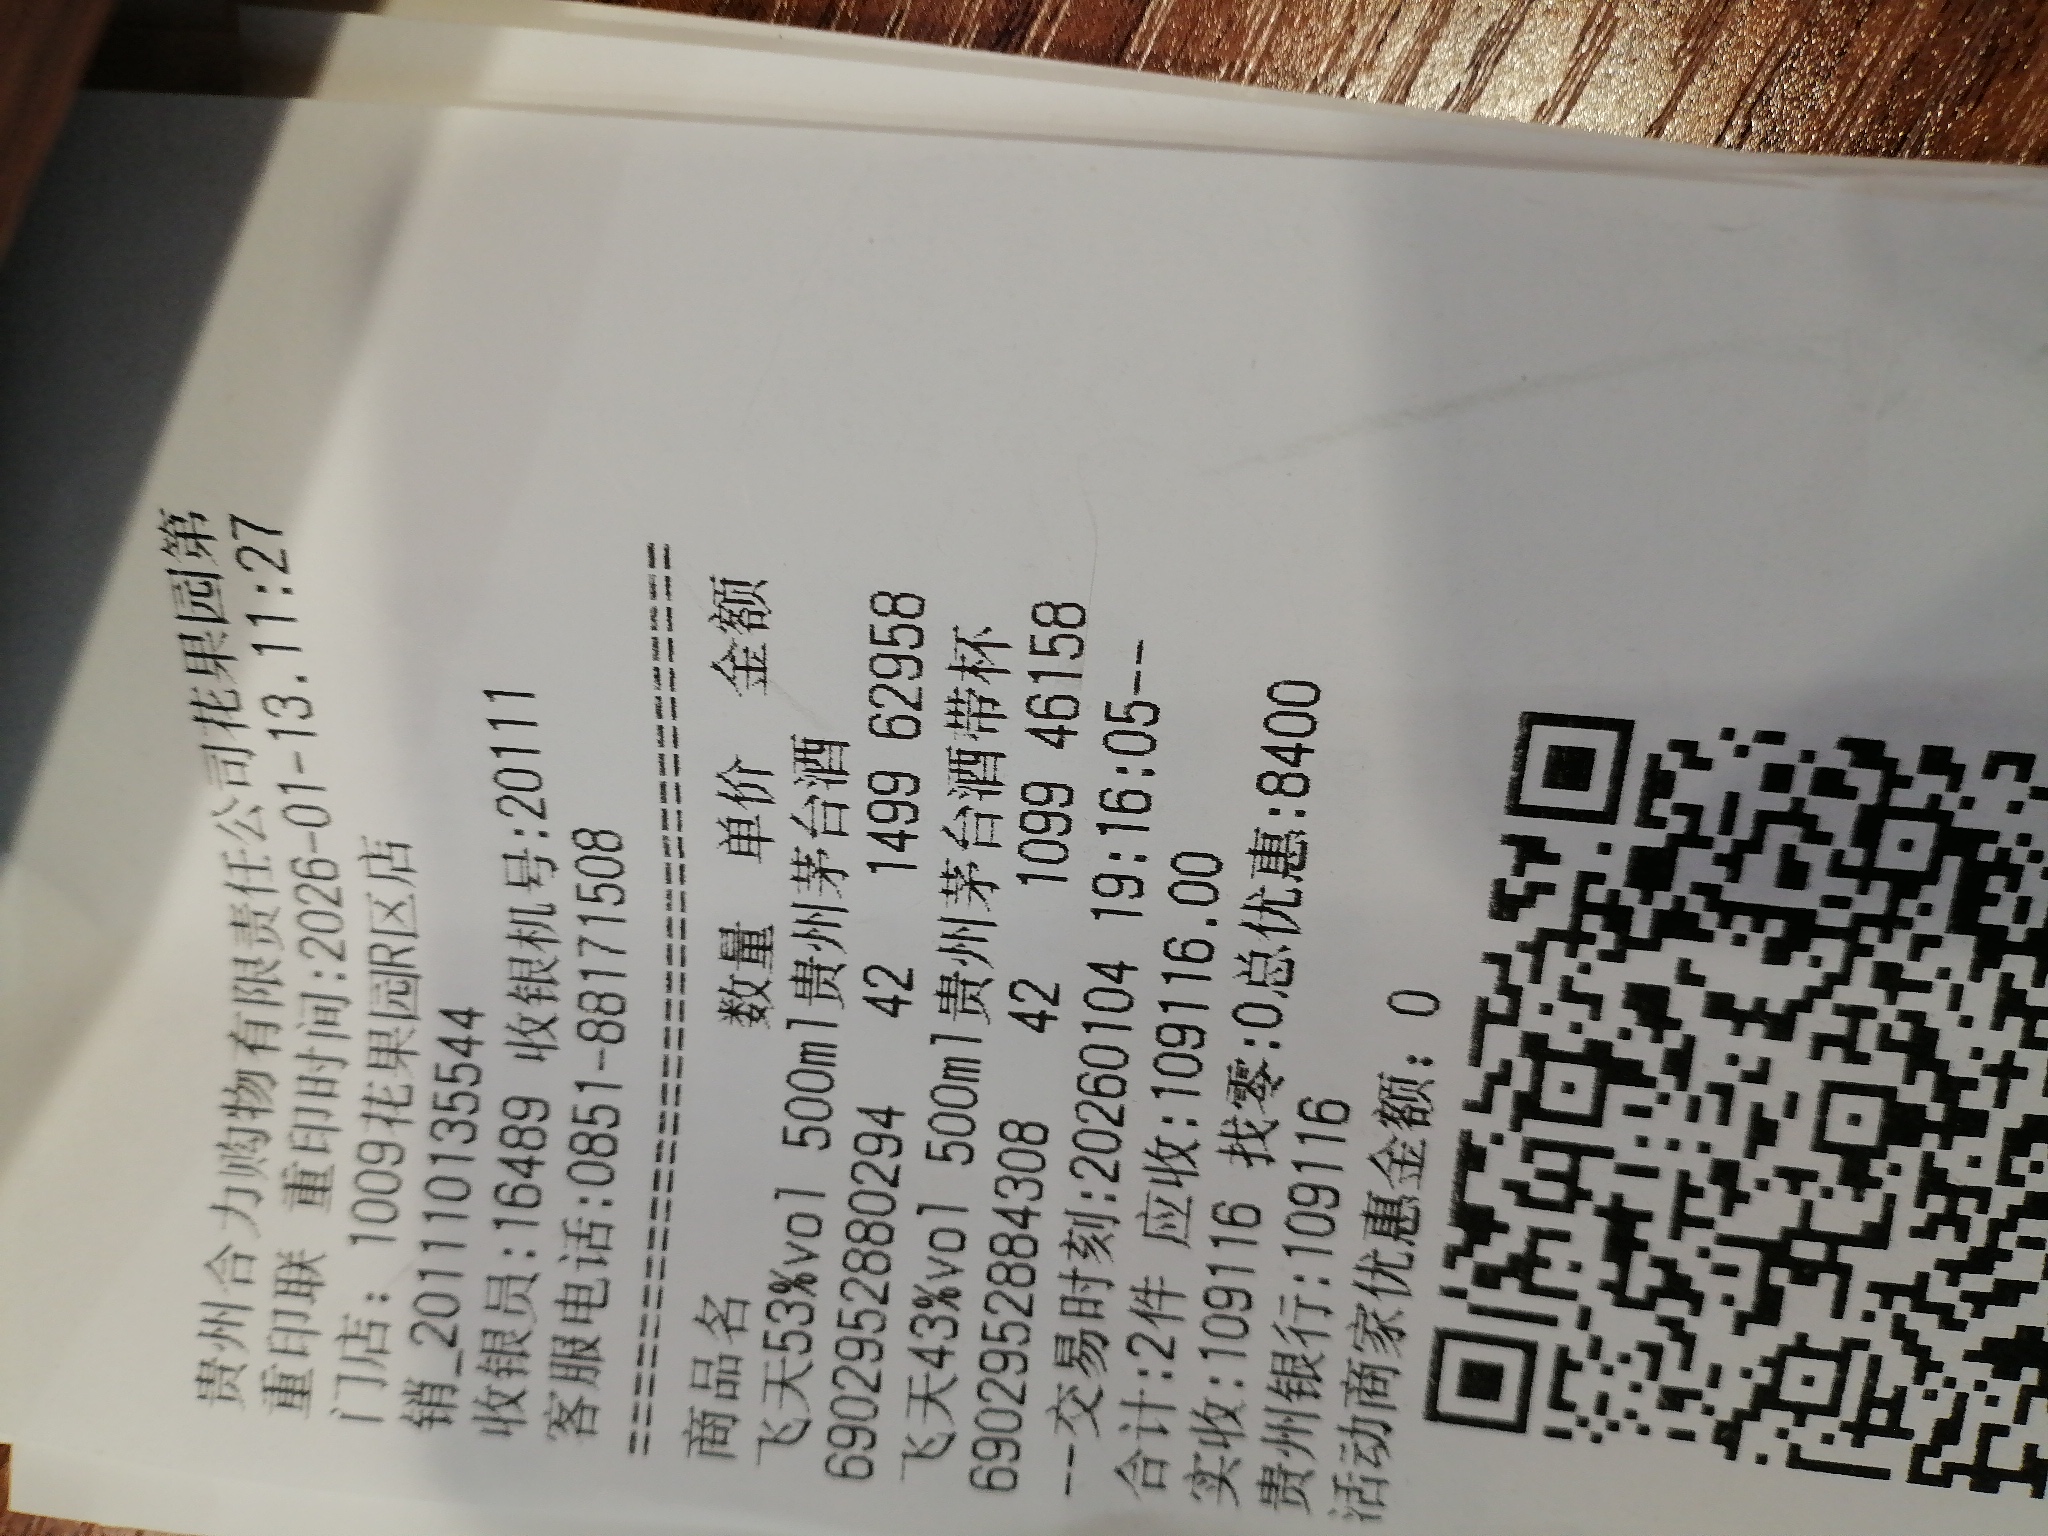 贵州合力购物有限责任公司花果园第
重印联 重印时间:2026-01-13.11:27
门店: 1009花果园R区店
销_2011101135544
收银员:16489 收银机号:20111
客服电话:0851-88171508
================================
商品名 数量 单价 金额
飞天53%vol 500ml贵州茅台酒
6902952880294 42 1499 62958
飞天43%vol 500ml贵州茅台酒带杯
6902952884308 42 1099 46158
--交易时刻:20260104 19:16:05--
合计:2件 应收:109116.00
实收:109116 找零:0总优惠:8400
贵州银行:109116
活动商家优惠金额: 0